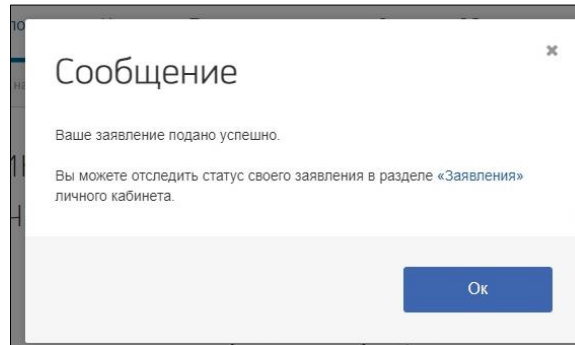 Сообщение
Ваше заявление подано успешно.
Вы можете отследить статус своего заявления в разделе «Заявления»
личного кабинета.
Ок